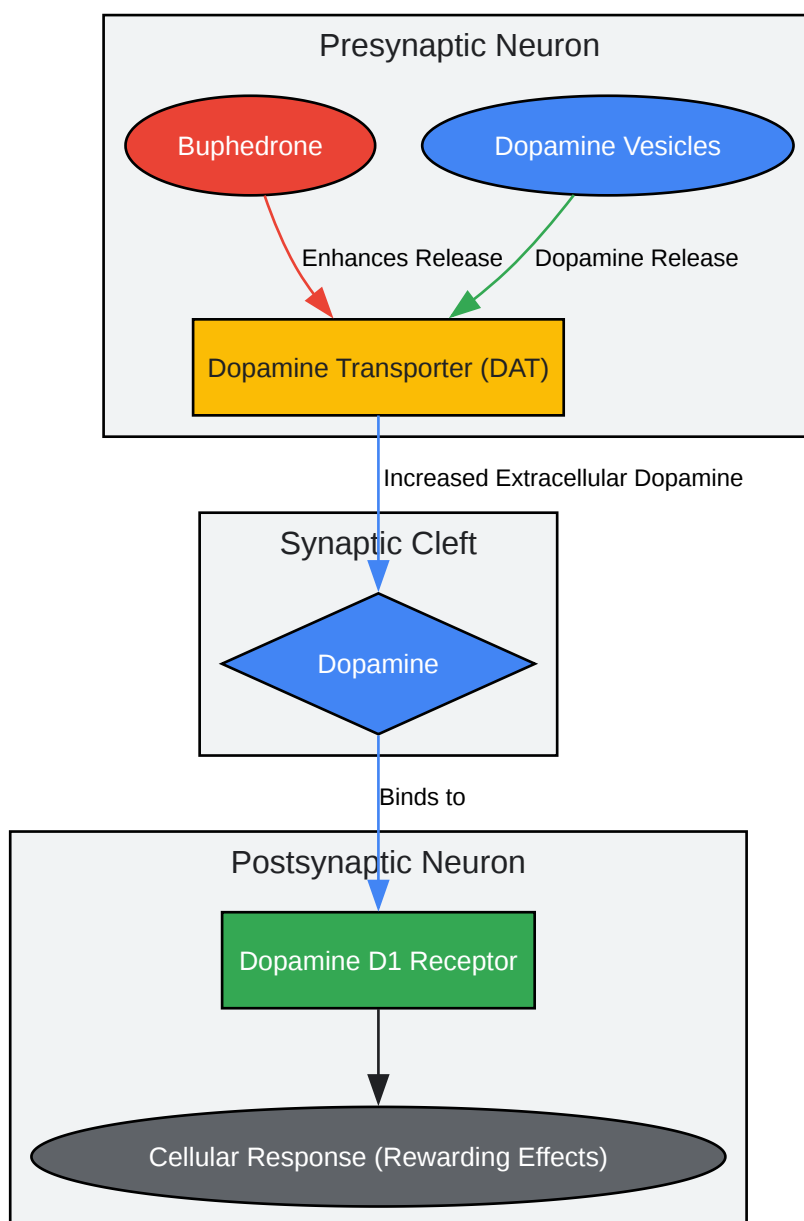 Presynaptic Neuron
Buphedrone
Dopamine Vesicles
Enhances Release
Dopamine Release
Dopamine Transporter (DAT)
Increased Extracellular Dopamine
Synaptic Cleft
Dopamine
Binds to
Postsynaptic Neuron
Dopamine D1 Receptor
Cellular Response (Rewarding Effects)